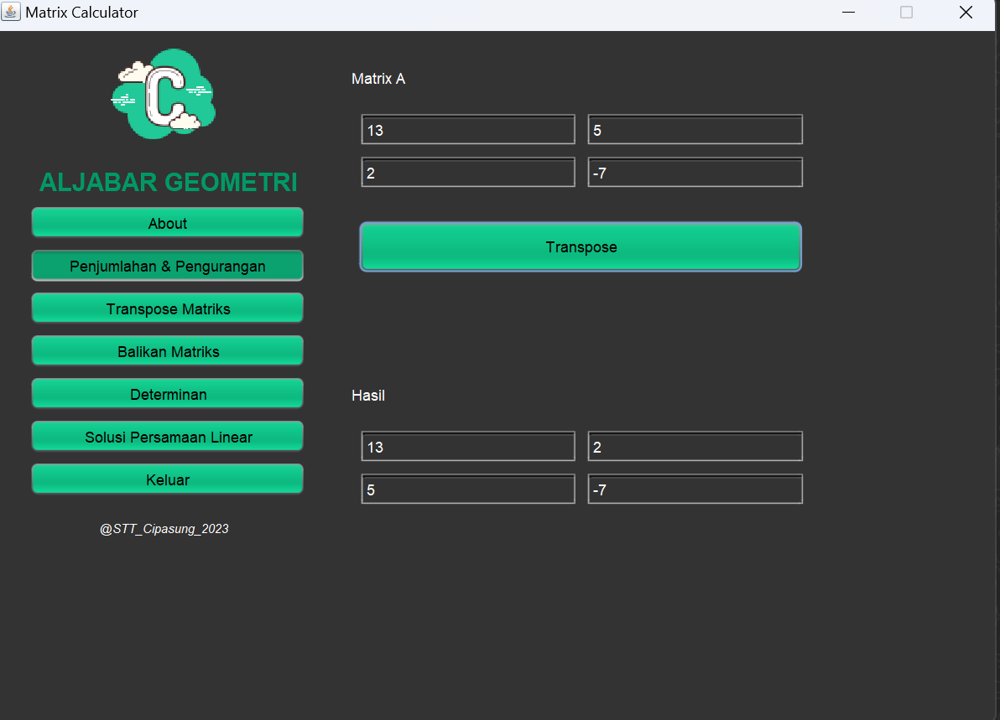 Matrix Calculator
C
ALJABAR GEOMETRI
About
Penjumlahan & Pengurangan
Transpose Matriks
Balikan Matriks
Determinan
Solusi Persamaan Linear
Keluar
@STT_Cipasung_2023
Matrix A
13 5
2 -7
Transpose
Hasil
13 2
5 -7